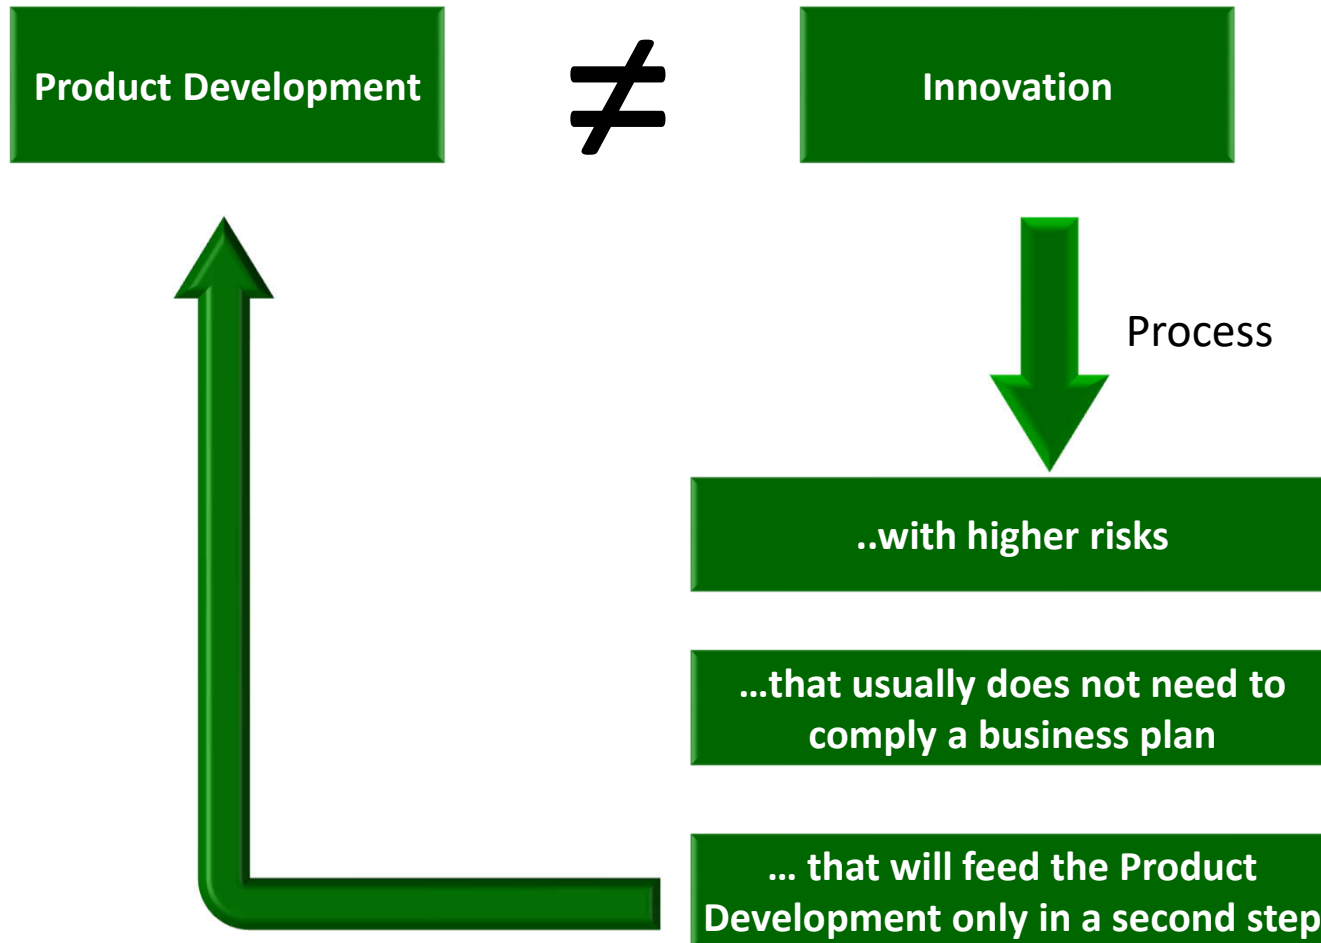 Product Development
≠
Innovation
Process
..with higher risks
...that usually does not need to
comply a business plan
... that will feed the Product
Development only in a second step